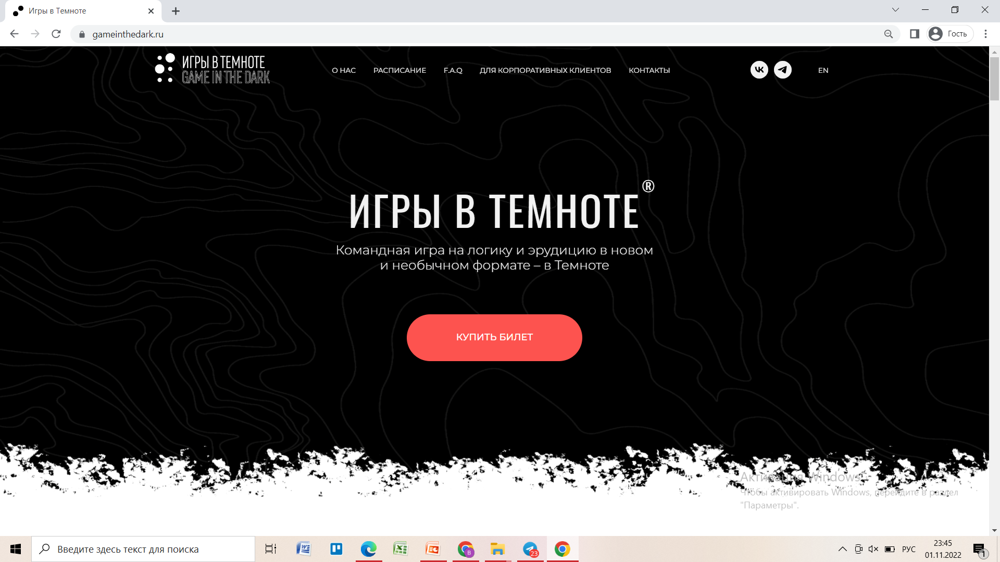 Игры в Темноте
gameinthedark.ru
Гость
ИГРЫ В ТЕМНОТЕ
GAME IN THE DARK
О НАС РАСПИСАНИЕ F.A.Q ДЛЯ КОРПОРАТИВНЫХ КЛИЕНТОВ КОНТАКТЫ
EN
ИГРЫ В ТЕМНОТЕ®
Командная игра на логику и эрудицию в новом
и необычном формате – в Темноте
КУПИТЬ БИЛЕТ
Активация Windows
Чтобы активировать Windows, перейдите в раздел
"Параметры".
Введите здесь текст для поиска
B
23
РУС
23:45
01.11.2022
1